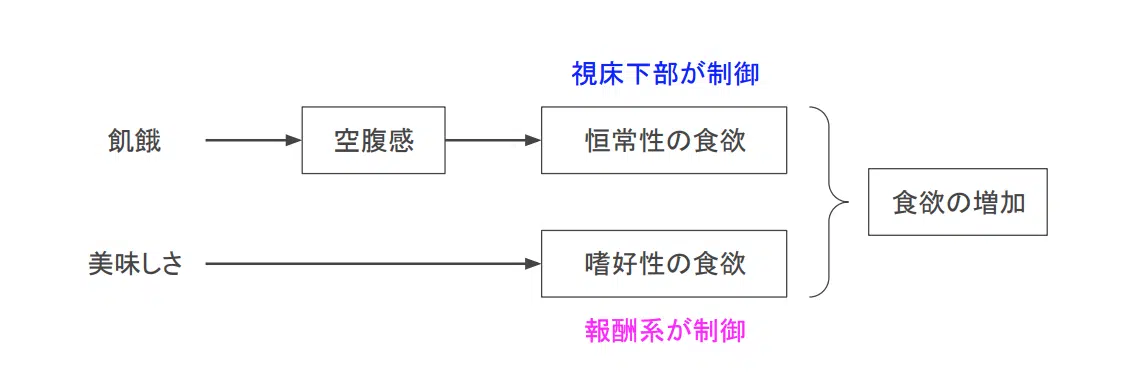 視床下部が制御
飢餓
空腹感
恒常性の食欲
食欲の増加
美味しさ
嗜好性の食欲
報酬系が制御